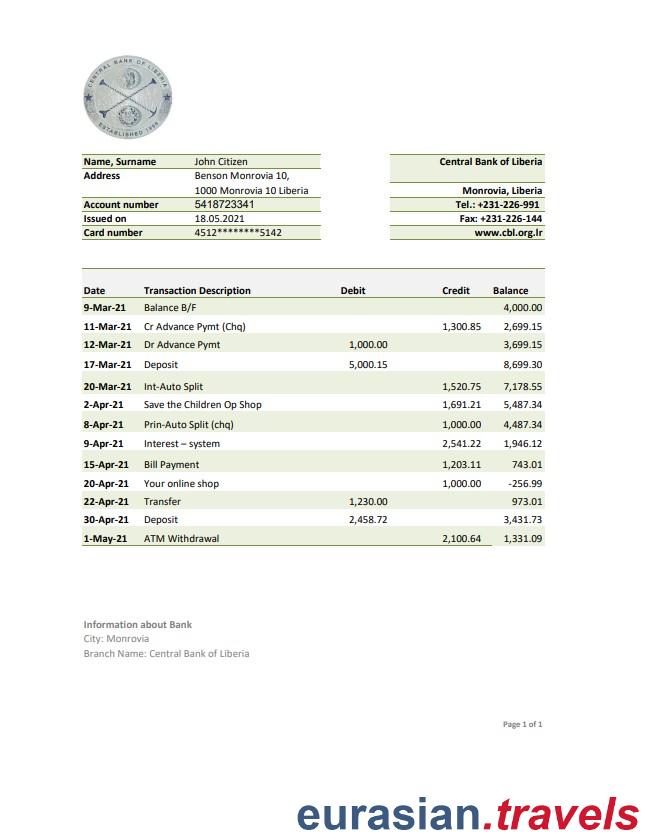 CENTRAL BANK OF LIBERIA
ESTABLISHED 1999
Name, Surname John Citizen
Address Benson Monrovia 10,
1000 Monrovia 10 Liberia
Account number 5418723341
Issued on 18.05.2021
Card number 4512********5142
Central Bank of Liberia
Monrovia, Liberia
Tel.: +231-226-991
Fax: +231-226-144
www.cbl.org.lr
Date Transaction Description Debit Credit Balance
9-Mar-21 Balance B/F 4,000.00
11-Mar-21 Cr Advance Pymt (Chq) 1,300.85 2,699.15
12-Mar-21 Dr Advance Pymt 1,000.00 3,699.15
17-Mar-21 Deposit 5,000.15 8,699.30
20-Mar-21 Int-Auto Split 1,520.75 7,178.55
2-Apr-21 Save the Children Op Shop 1,691.21 5,487.34
8-Apr-21 Prin-Auto Split (chq) 1,000.00 4,487.34
9-Apr-21 Interest – system 2,541.22 1,946.12
15-Apr-21 Bill Payment 1,203.11 743.01
20-Apr-21 Your online shop 1,000.00 -256.99
22-Apr-21 Transfer 1,230.00 973.01
30-Apr-21 Deposit 2,458.72 3,431.73
1-May-21 ATM Withdrawal 2,100.64 1,331.09
Information about Bank
City: Monrovia
Branch Name: Central Bank of Liberia
Page 1 of 1
eurasian.travels